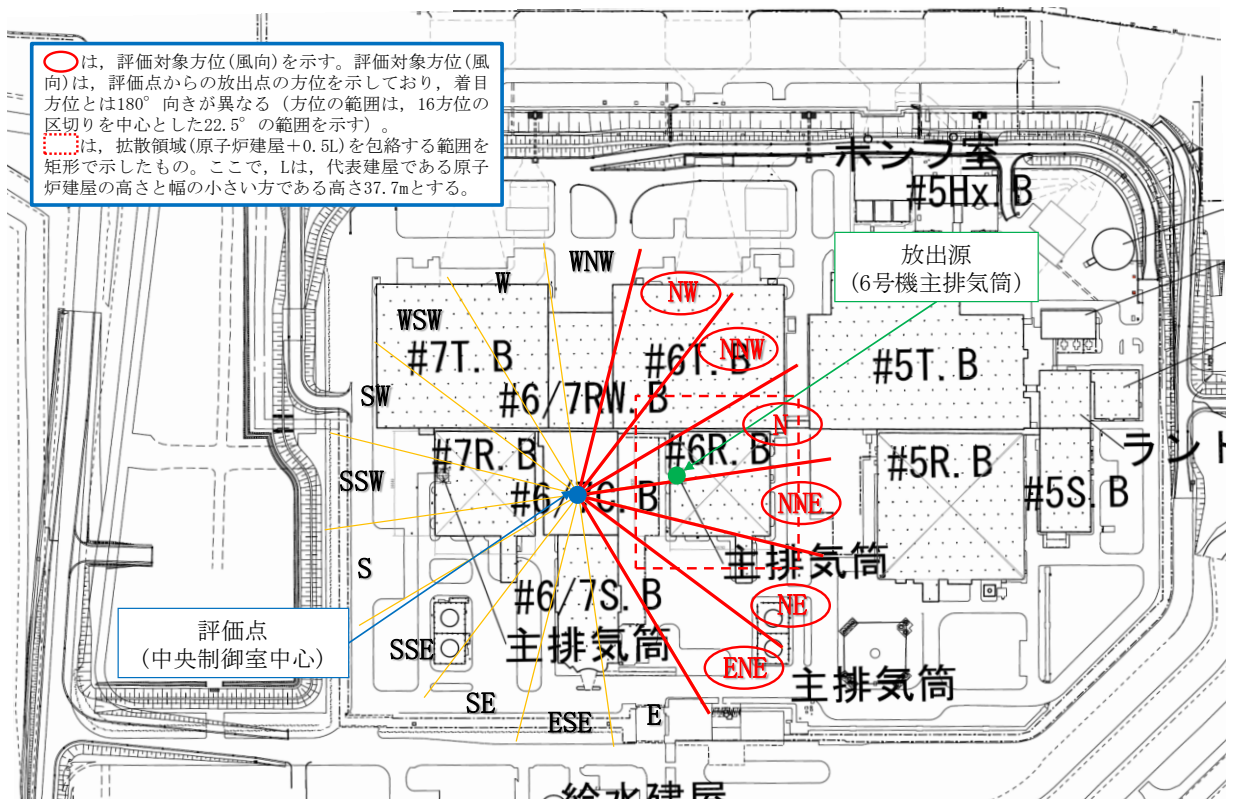 は，評価対象方位(風向)を示す。評価対象方位(風
向)は，評価点からの放出点の方位を示しており，着目
方位とは180°向きが異なる（方位の範囲は，16方位の
区切りを中心とした22.5°の範囲を示す）。
は，拡散領域(原子炉建屋＋0.5L)を包絡する範囲を
矩形で示したもの。ここで，Lは，代表建屋である原子
炉建屋の高さと幅の小さい方である高さ37.7mとする。
ポンプ室
#5Hx.B
放出源
(6号機主排気筒)
WNW
W
NW
WSW
NNW
#7T.B
#6T.B
#5T.B
#6/7RW.B
SW
N
ランド
#7R.B
#6R.B
#5R.B
SSW
#6/7C.B
NNE
#5S.B
S
主排気筒
#6/7S.B
NE
評価点
(中央制御室中心)
SSE
主排気筒
ENE
主排気筒
SE
ESE
E
給水建屋